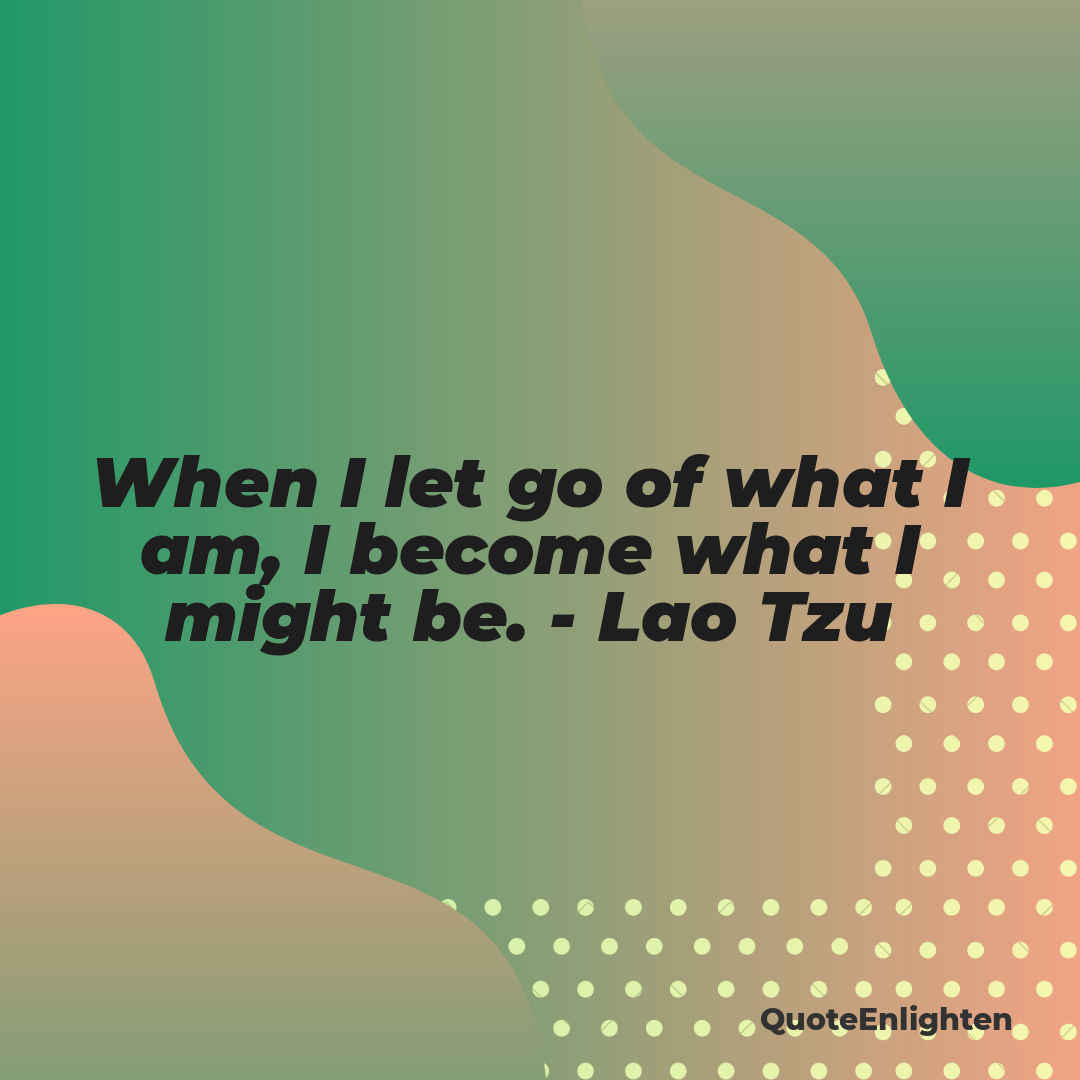 When I let go of what I
am, I become what I
might be. - Lao Tzu
QuoteEnlighten